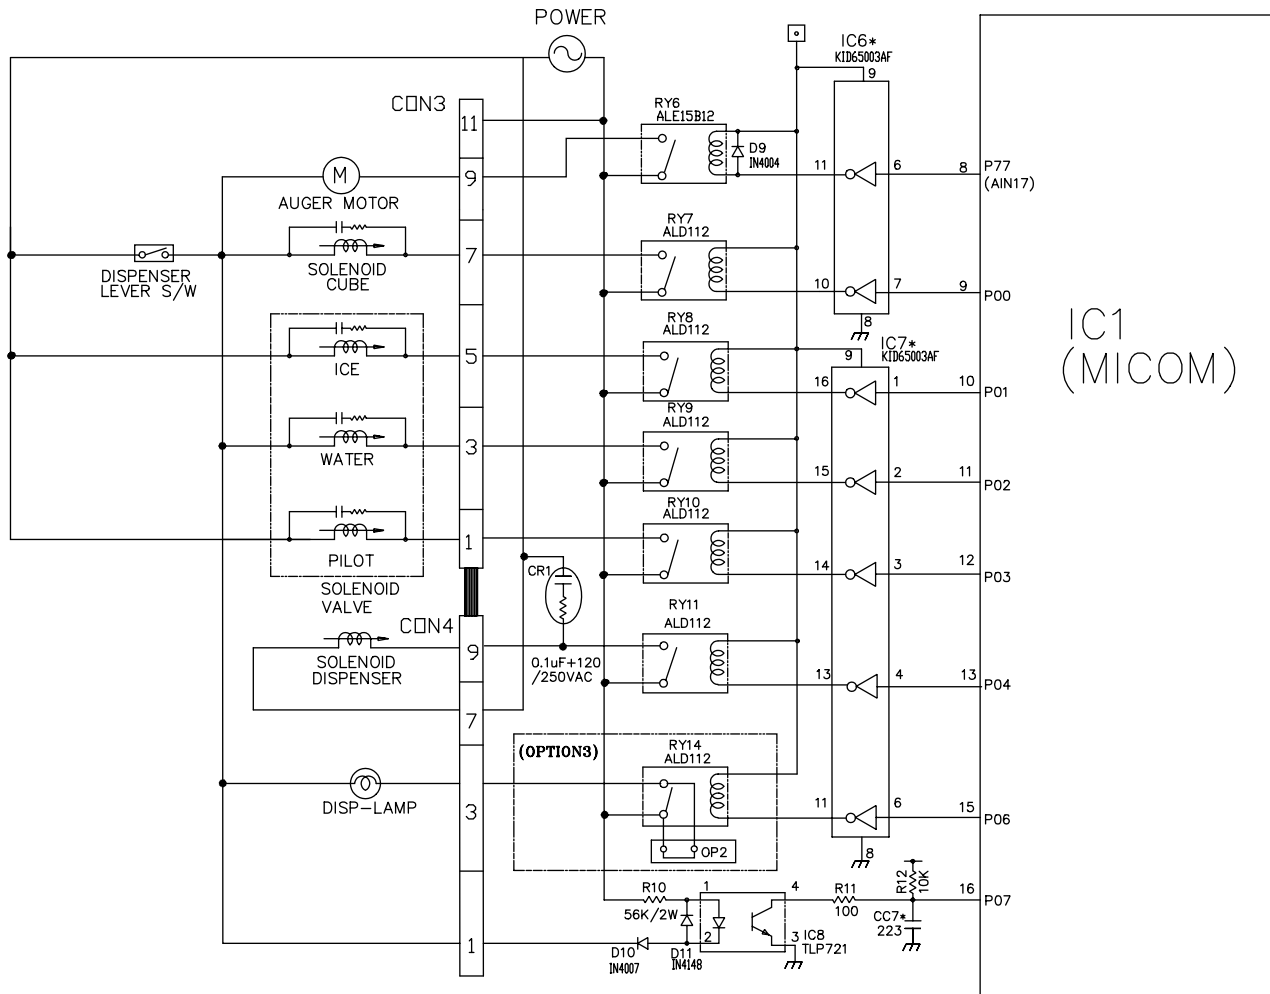 POWER
IC6*
KID65003AF
9
CON3
RY6
ALE15B12
11
D9
IN4004
11
6
8
P77
(AIN17)
M
9
AUGER MOTOR
RY7
ALD112
7
DISPENSER
LEVER S/W
SOLENOID
CUBE
10
7
9
P00
8
RY8
ALD112
IC1
(MICOM)
IC7*
KID65003AF
9
5
ICE
16
1
10
P01
RY9
ALD112
3
WATER
15
2
11
P02
RY10
ALD112
1
PILOT
SOLENOID
VALVE
CR1
14
3
12
P03
RY11
ALD112
CON4
9
SOLENOID
DISPENSER
0.1uF+120
/250VAC
13
4
13
P04
7
(OPTION3)
RY14
ALD112
DISP-LAMP
3
11
6
15
P06
OP2
8
R10
56K/2W
1
4
R11
100
R12
10K
16
P07
CC7*
223
1
D10
IN4007
D11
IN4148
2
3
IC8
TLP721